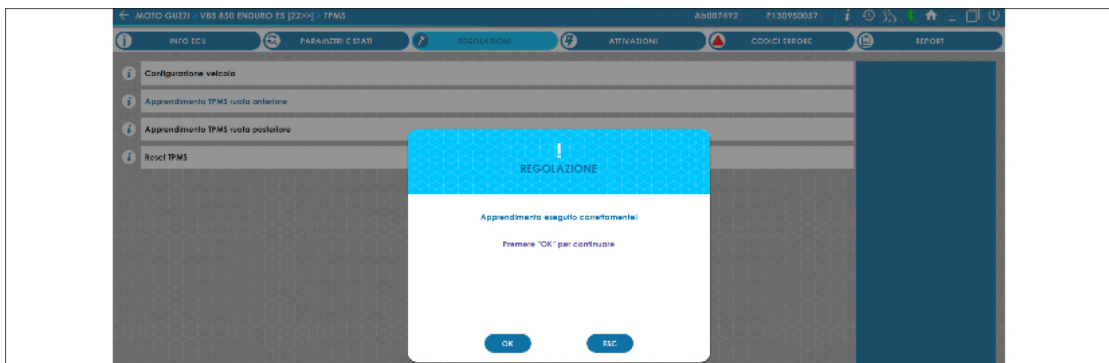 MOTO GUZZI - V85 850 ENDURO E5 [22>>] - TPMS
INFO ECU
PARAMETRI E STATI
REGOLAZIONI
ATTIVAZIONI
CODICI ERRORE
REPORT
Configurazione veicolo
Apprendimento TPMS ruota anteriore
Apprendimento TPMS ruota posteriore
Reset TPMS
!
REGOLAZIONE
Apprendimento eseguito correttamente!
Premere "OK" per continuare
OK
ESC